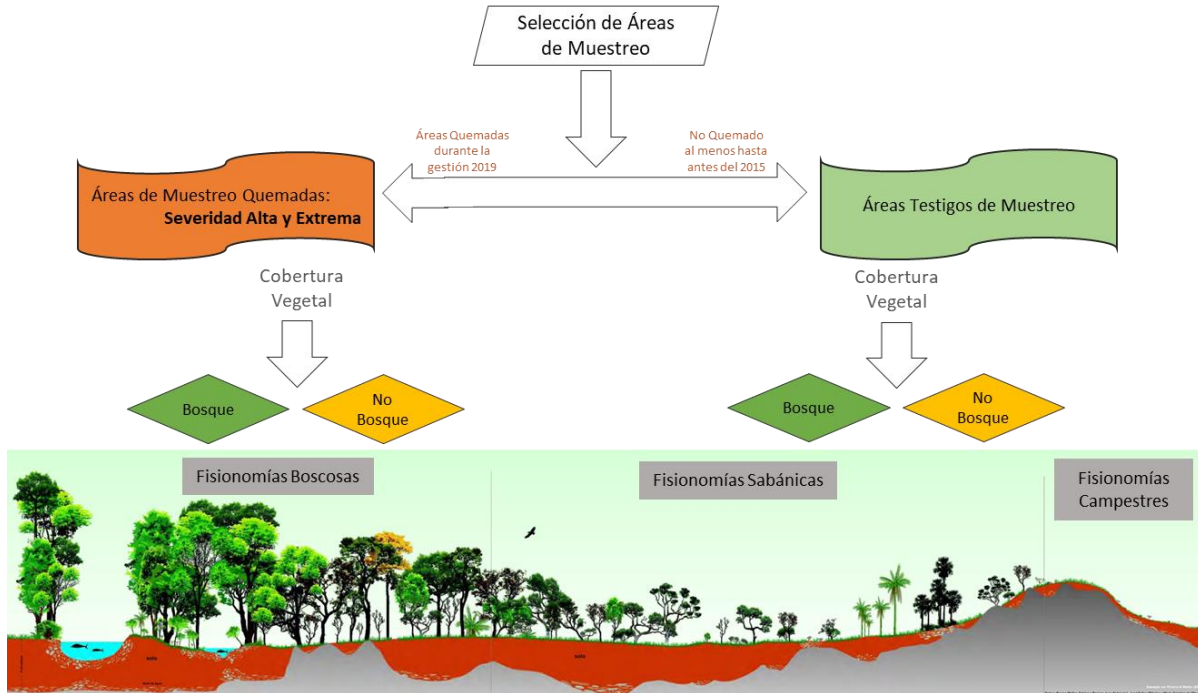 Selección de Áreas
de Muestreo
Áreas Quemadas
durante la
gestión 2019
No Quemado
al menos hasta
antes del 2015
Áreas de Muestreo Quemadas:
Severidad Alta y Extrema
Áreas Testigos de Muestreo
Cobertura
Vegetal
Cobertura
Vegetal
Bosque
No
Bosque
Bosque
No
Bosque
Fisionomías Boscosas
Fisionomías Sabánicas
Fisionomías
Campestres